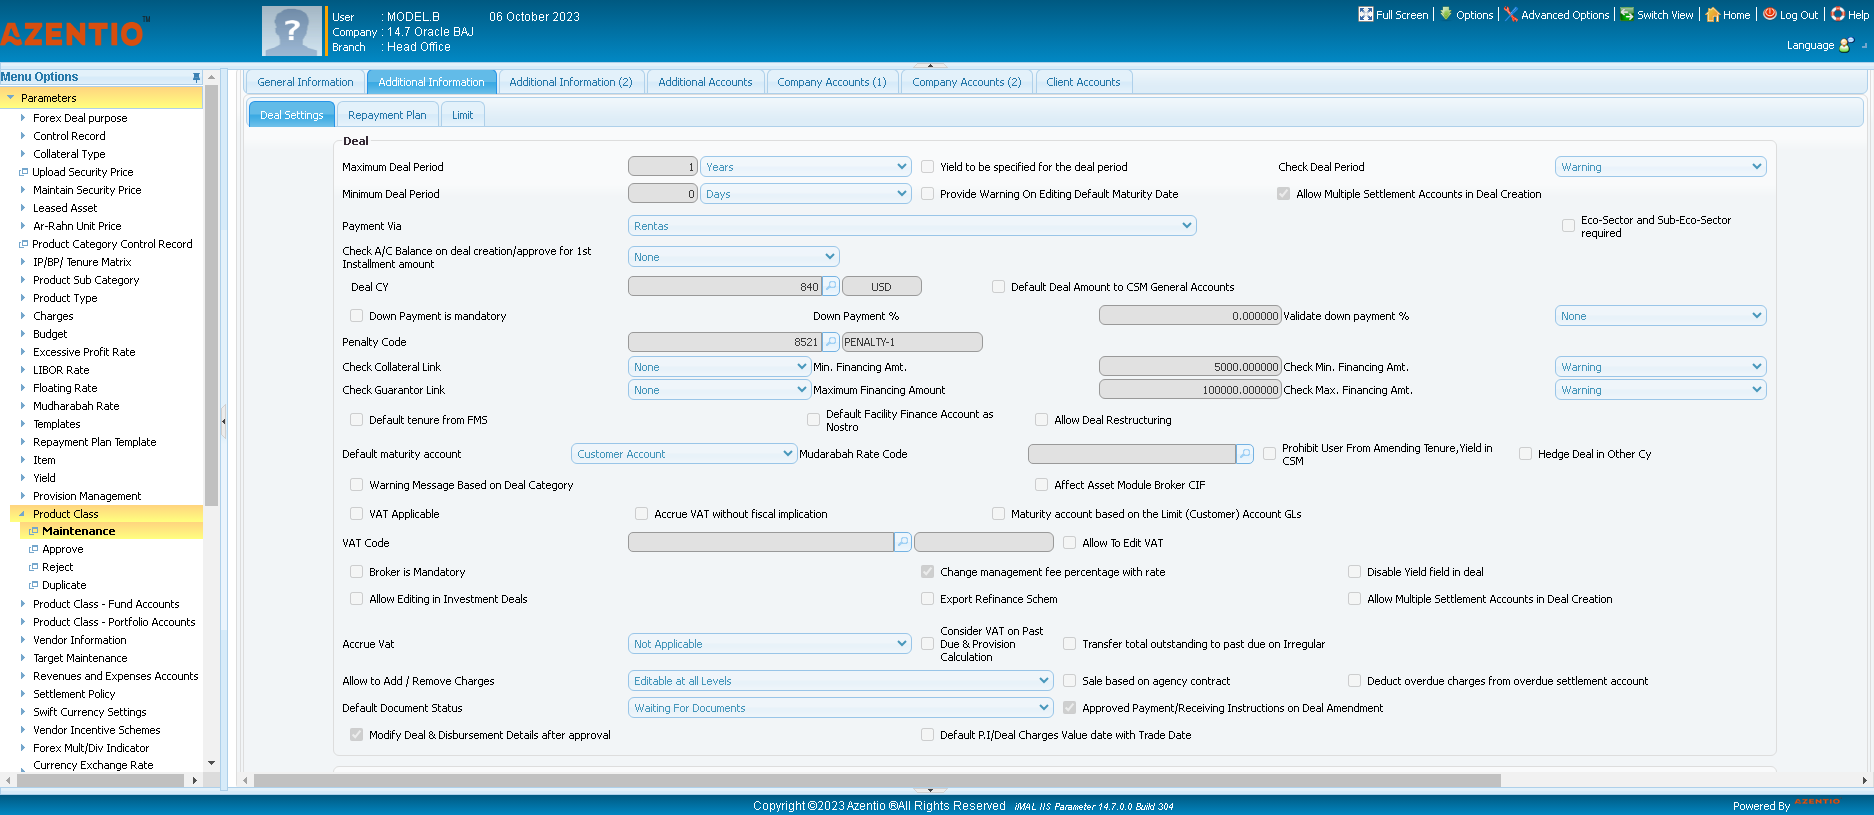 AZENTIO™
User : MODEL.B 06 October 2023
Company : 14.7 Oracle BAJ
Branch : Head Office
Full Screen Options Advanced Options Switch View Home Log Out Help
Language
Menu Options
Parameters
Forex Deal purpose
Control Record
Collateral Type
Upload Security Price
Maintain Security Price
Leased Asset
Ar-Rahn Unit Price
Product Category Control Record
IP/BP/ Tenure Matrix
Product Sub Category
Product Type
Charges
Budget
Excessive Profit Rate
LIBOR Rate
Floating Rate
Mudharabah Rate
Templates
Repayment Plan Template
Item
Yield
Provision Management
Product Class
Maintenance
Approve
Reject
Duplicate
Product Class - Fund Accounts
Product Class - Portfolio Accounts
Vendor Information
Target Maintenance
Revenues and Expenses Accounts
Settlement Policy
Swift Currency Settings
Vendor Incentive Schemes
Forex Mult/Div Indicator
Currency Exchange Rate
General Information Additional Information Additional Information (2) Additional Accounts Company Accounts (1) Company Accounts (2) Client Accounts
Deal Settings Repayment Plan Limit
Deal
Maximum Deal Period 1 Years Yield to be specified for the deal period Check Deal Period Warning
Minimum Deal Period 0 Days Provide Warning On Editing Default Maturity Date Allow Multiple Settlement Accounts in Deal Creation
Payment Via Rentas Eco-Sector and Sub-Eco-Sector
required
Check A/C Balance on deal creation/approve for 1st
Installment amount None
Deal CY 840 USD Default Deal Amount to CSM General Accounts
Down Payment is mandatory Down Payment % 0.000000 Validate down payment % None
Penalty Code 8521 PENALTY-1
Check Collateral Link None Min. Financing Amt. 5000.000000 Check Min. Financing Amt. Warning
Check Guarantor Link None Maximum Financing Amount 100000.000000 Check Max. Financing Amt. Warning
Default tenure from FMS Default Facility Finance Account as
Nostro Allow Deal Restructuring
Default maturity account Customer Account Mudarabah Rate Code Prohibit User From Amending Tenure,Yield in
CSM Hedge Deal in Other Cy
Warning Message Based on Deal Category Affect Asset Module Broker CIF
VAT Applicable Accrue VAT without fiscal implication Maturity account based on the Limit (Customer) Account GLs
VAT Code Allow To Edit VAT
Broker is Mandatory Change management fee percentage with rate Disable Yield field in deal
Allow Editing in Investment Deals Export Refinance Schem Allow Multiple Settlement Accounts in Deal Creation
Accrue Vat Not Applicable Consider VAT on Past
Due & Provision
Calculation Transfer total outstanding to past due on Irregular
Allow to Add / Remove Charges Editable at all Levels Sale based on agency contract Deduct overdue charges from overdue settlement account
Default Document Status Waiting For Documents Approved Payment/Receiving Instructions on Deal Amendment
Modify Deal & Disbursement Details after approval Default P.I/Deal Charges Value date with Trade Date
Copyright ©2023 Azentio ®All Rights Reserved iMAL IIS Parameter 14.7.0.0 Build 304
Powered By AZENTIO